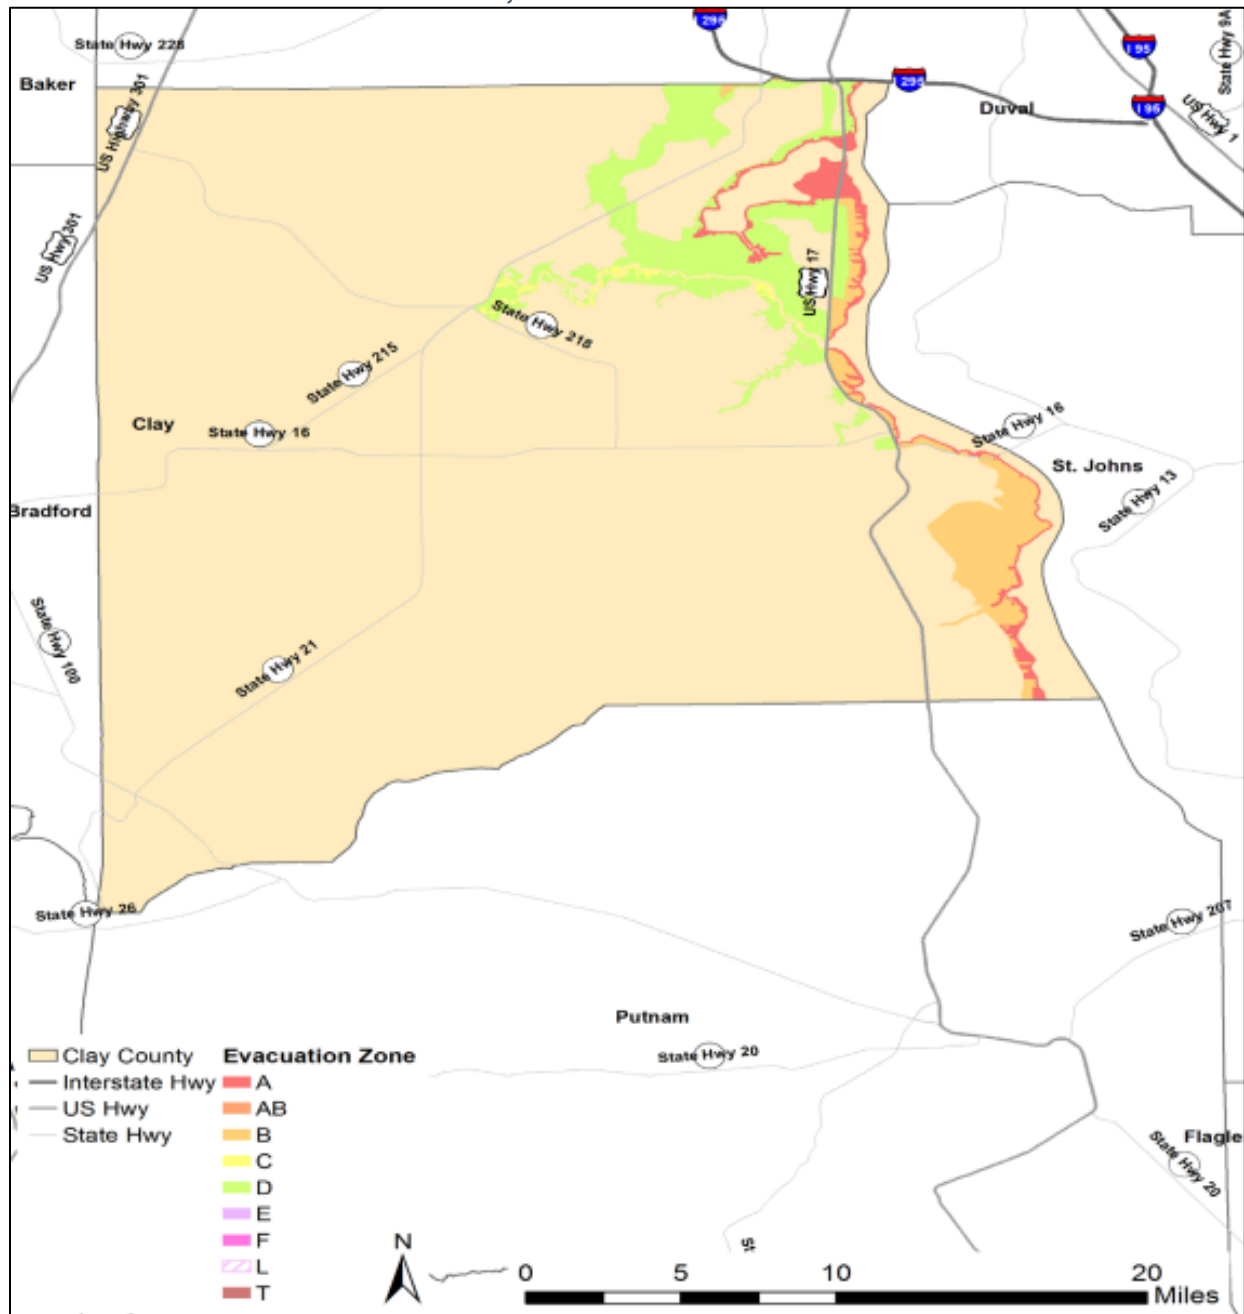 I 295
State Hwy 228
I 95
State Hwy 9A
Baker
I 295
Duval
I 95
US Hwy 1
US Highway 301
US Hwy 301
US Hwy 17
State Hwy 218
State Hwy 215
Clay
State Hwy 16
State Hwy 16
St. Johns
State Hwy 13
Bradford
State Hwy 100
State Hwy 21
State Hwy 26
State Hwy 207
Putnam
State Hwy 20
Flagle
State Hwy 20
St
Clay County
Interstate Hwy
US Hwy
State Hwy
Evacuation Zone
A
AB
B
C
D
E
F
L
T
N
0 5 10 20
Miles